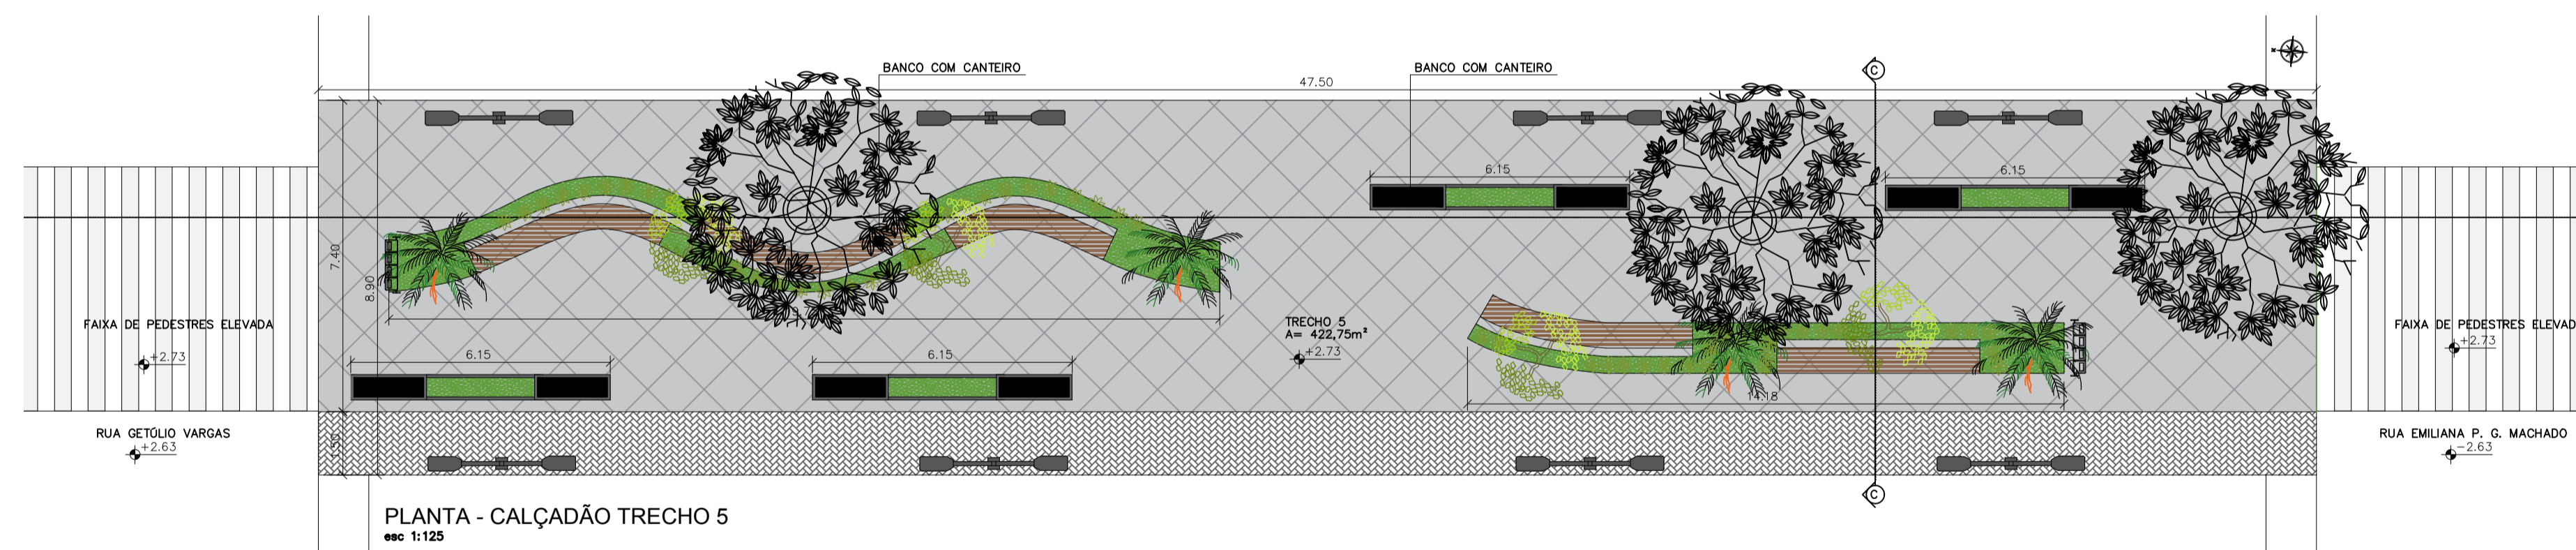 BANCO COM CANTEIRO
BANCO COM CANTEIRO
C
47.50
6.15
6.15
7.40
8.90
FAIXA DE PEDESTRES ELEVADA
+2.73
TRECHO 5
A= 422,75m²
+2.73
FAIXA DE PEDESTRES ELEVAD
+2.73
6.15
6.15
14.18
RUA GETÚLIO VARGAS
+2.63
1.50
RUA EMILIANA P. G. MACHADO
-2.63
C
PLANTA - CALÇADÃO TRECHO 5
esc 1:125